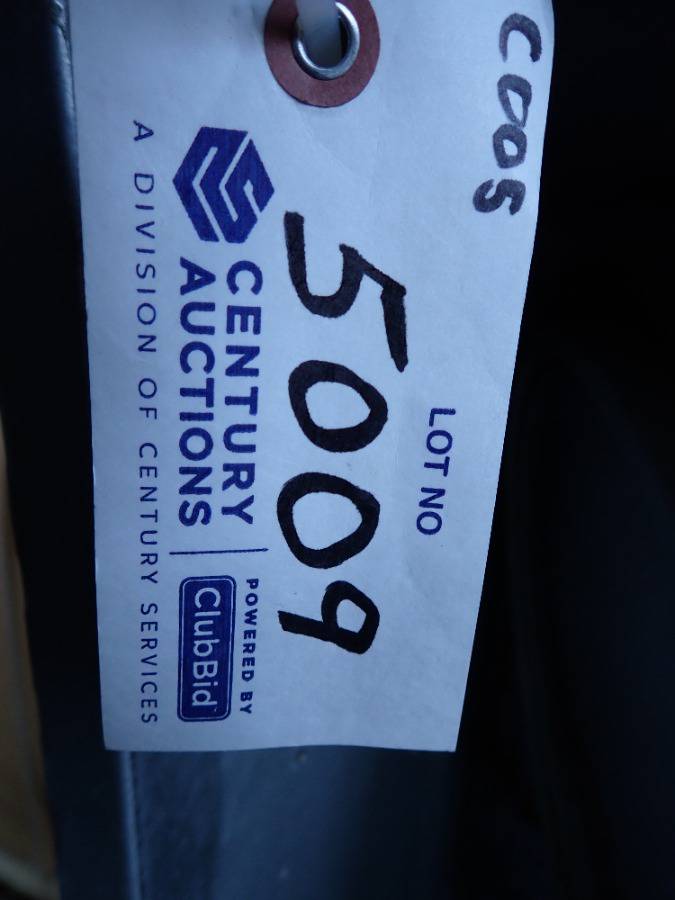 C005
LOT NO
5009
CENTURY
AUCTIONS
POWERED BY
ClubBid
A DIVISION OF CENTURY SERVICES